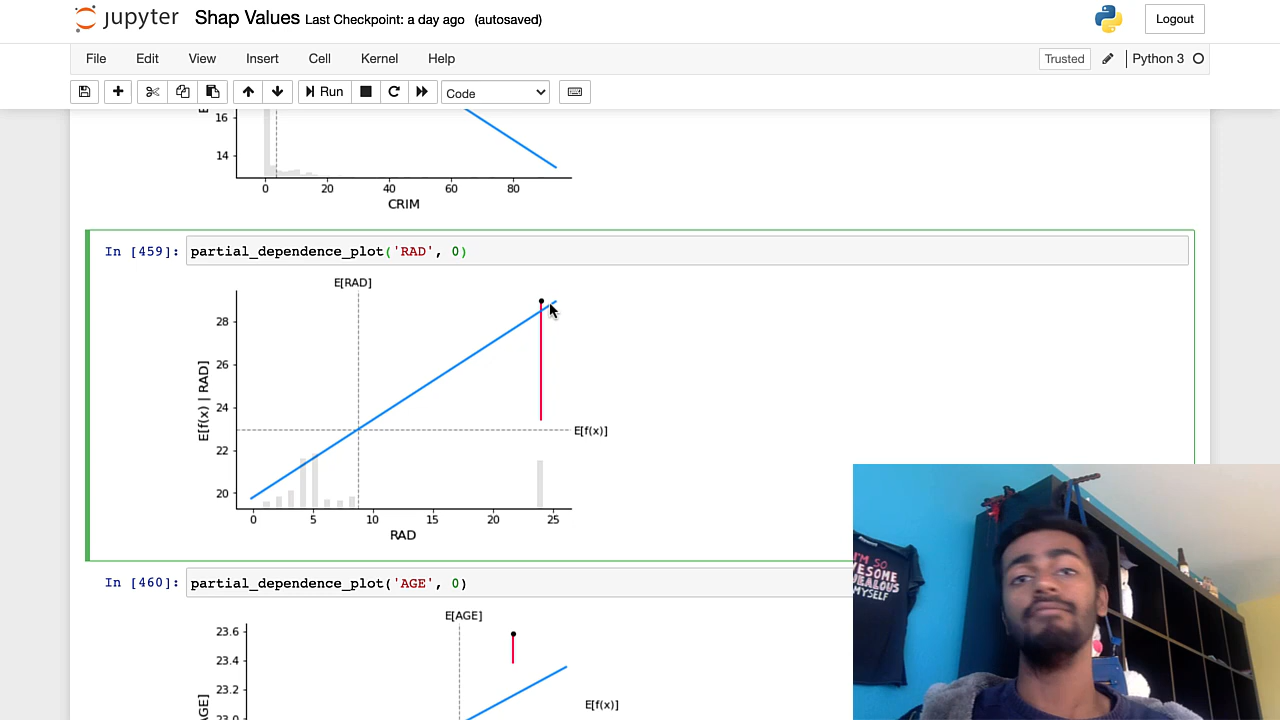 jupyter Shap Values Last Checkpoint: a day ago (autosaved) Logout
File Edit View Insert Cell Kernel Help Trusted Python 3
Run Code
16
14
0 20 40 60 80
CRIM
In [459]: partial_dependence_plot('RAD', 0)
E[RAD]
28
26
24
22
20
E[f(x) | RAD]
E[f(x)]
0 5 10 15 20 25
RAD
In [460]: partial_dependence_plot('AGE', 0)
E[AGE]
23.6
23.4
23.2
23.0
AGE]
E[f(x)]
I'M SO
JEALOUS
MYSELF